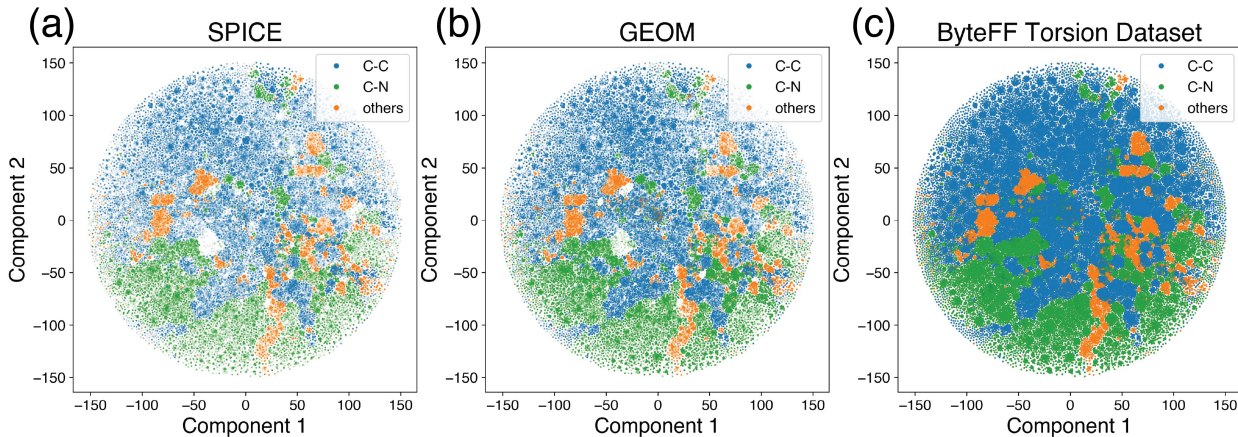 (a) SPICE
C-C
C-N
others
Component 2
150
100
50
0
−50
−100
−150
−150 −100 −50 0 50 100 150
Component 1
(b) GEOM
C-C
C-N
others
Component 2
150
100
50
0
−50
−100
−150
−150 −100 −50 0 50 100 150
Component 1
(c) ByteFF Torsion Dataset
C-C
C-N
others
Component 2
150
100
50
0
−50
−100
−150
−150 −100 −50 0 50 100 150
Component 1